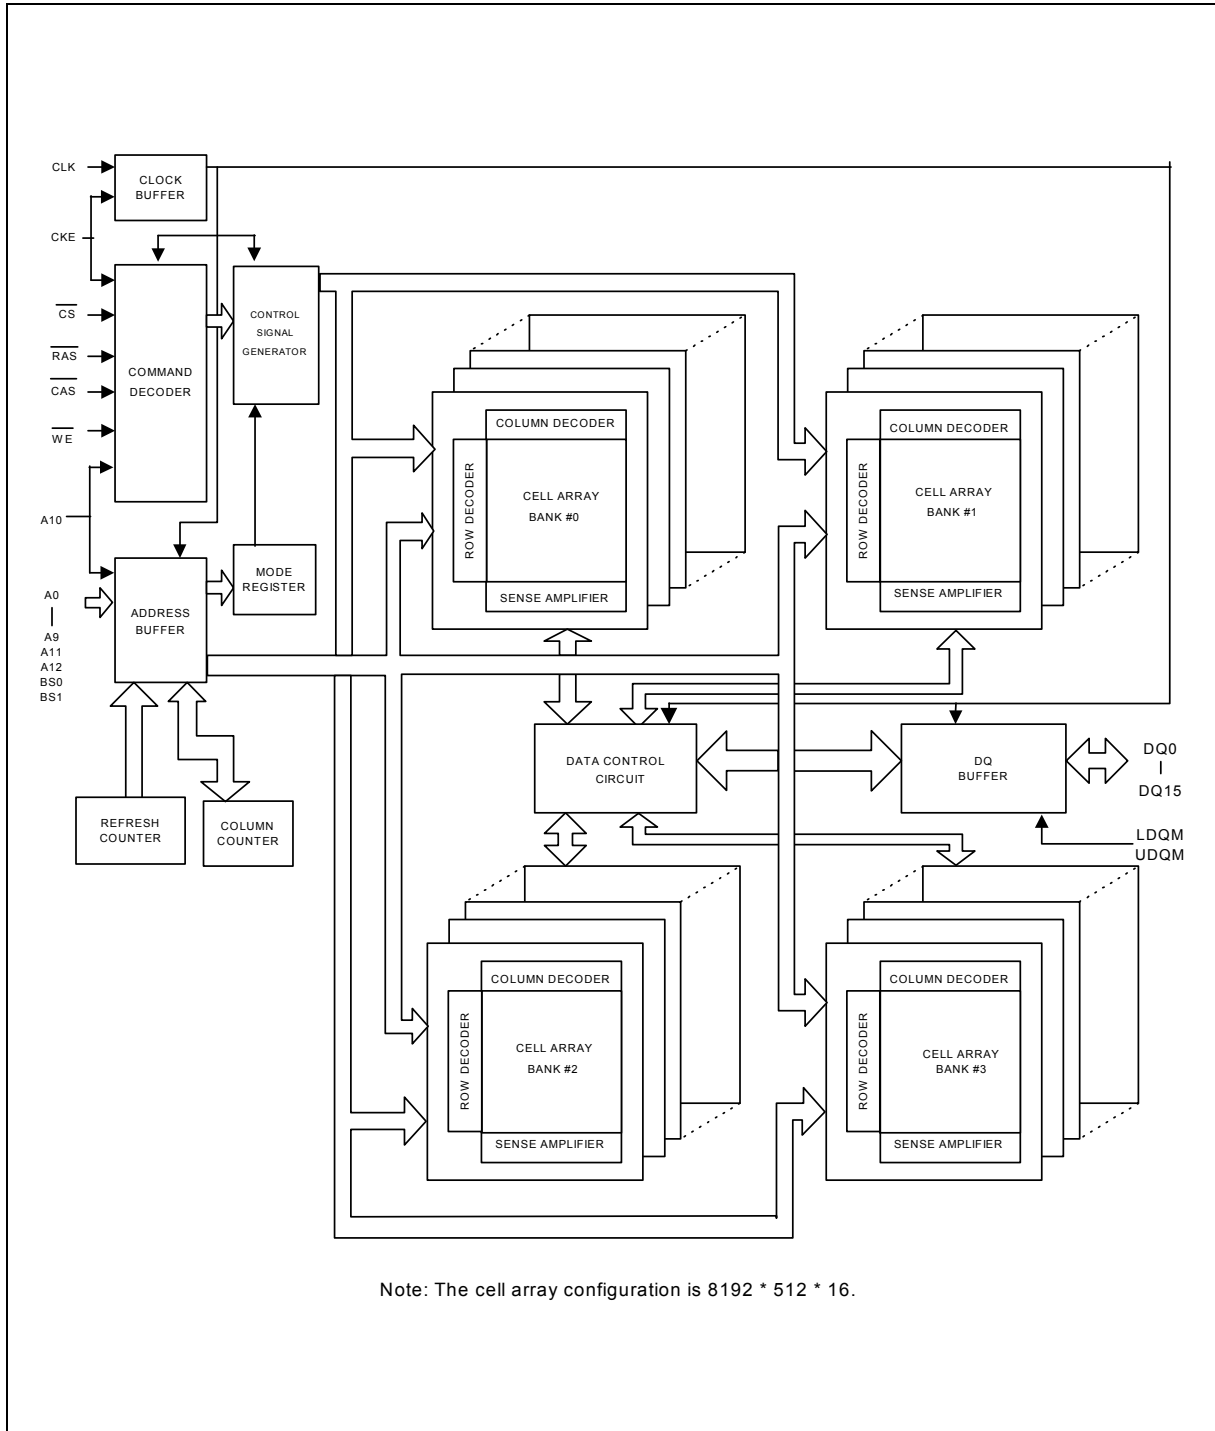 CLK
CLOCK
BUFFER
CKE
CS
RAS
CAS
WE
A10
COMMAND
DECODER
CONTROL
SIGNAL
GENERATOR
MODE
REGISTER
A0
A9
A11
A12
BS0
BS1
ADDRESS
BUFFER
REFRESH
COUNTER
COLUMN
COUNTER
COLUMN DECODER
ROW DECODER
CELL ARRAY
BANK #0
SENSE AMPLIFIER
COLUMN DECODER
ROW DECODER
CELL ARRAY
BANK #1
SENSE AMPLIFIER
DATA CONTROL
CIRCUIT
DQ
BUFFER
DQ0
DQ15
LDQM
UDQM
COLUMN DECODER
ROW DECODER
CELL ARRAY
BANK #2
SENSE AMPLIFIER
COLUMN DECODER
ROW DECODER
CELL ARRAY
BANK #3
SENSE AMPLIFIER
Note: The cell array configuration is 8192 * 512 * 16.